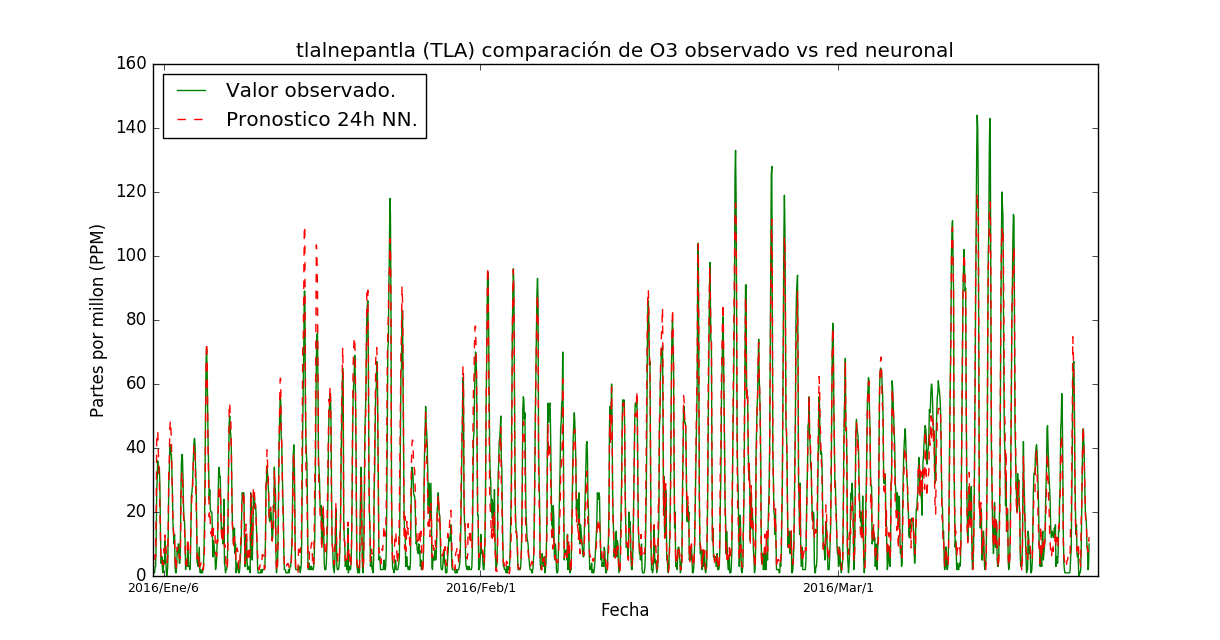 tlalnepantla (TLA) comparación de O3 observado vs red neuronal
160
140
120
100
80
60
40
20
0
Partes por millon (PPM)
Valor observado.
Pronostico 24h NN.
2016/Ene/6
2016/Feb/1
2016/Mar/1
Fecha